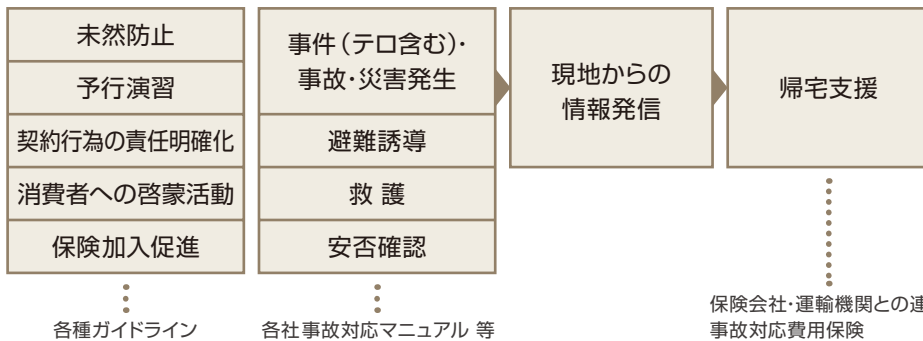 未然防止
予行演習
契約行為の責任明確化
消費者への啓蒙活動
保険加入促進
各種ガイドライン
事件（テロ含む）・
事故・災害発生
避難誘導
救 護
安否確認
各社事故対応マニュアル 等
現地からの
情報発信
帰宅支援
保険会社・運輸機関との連
事故対応費用保険